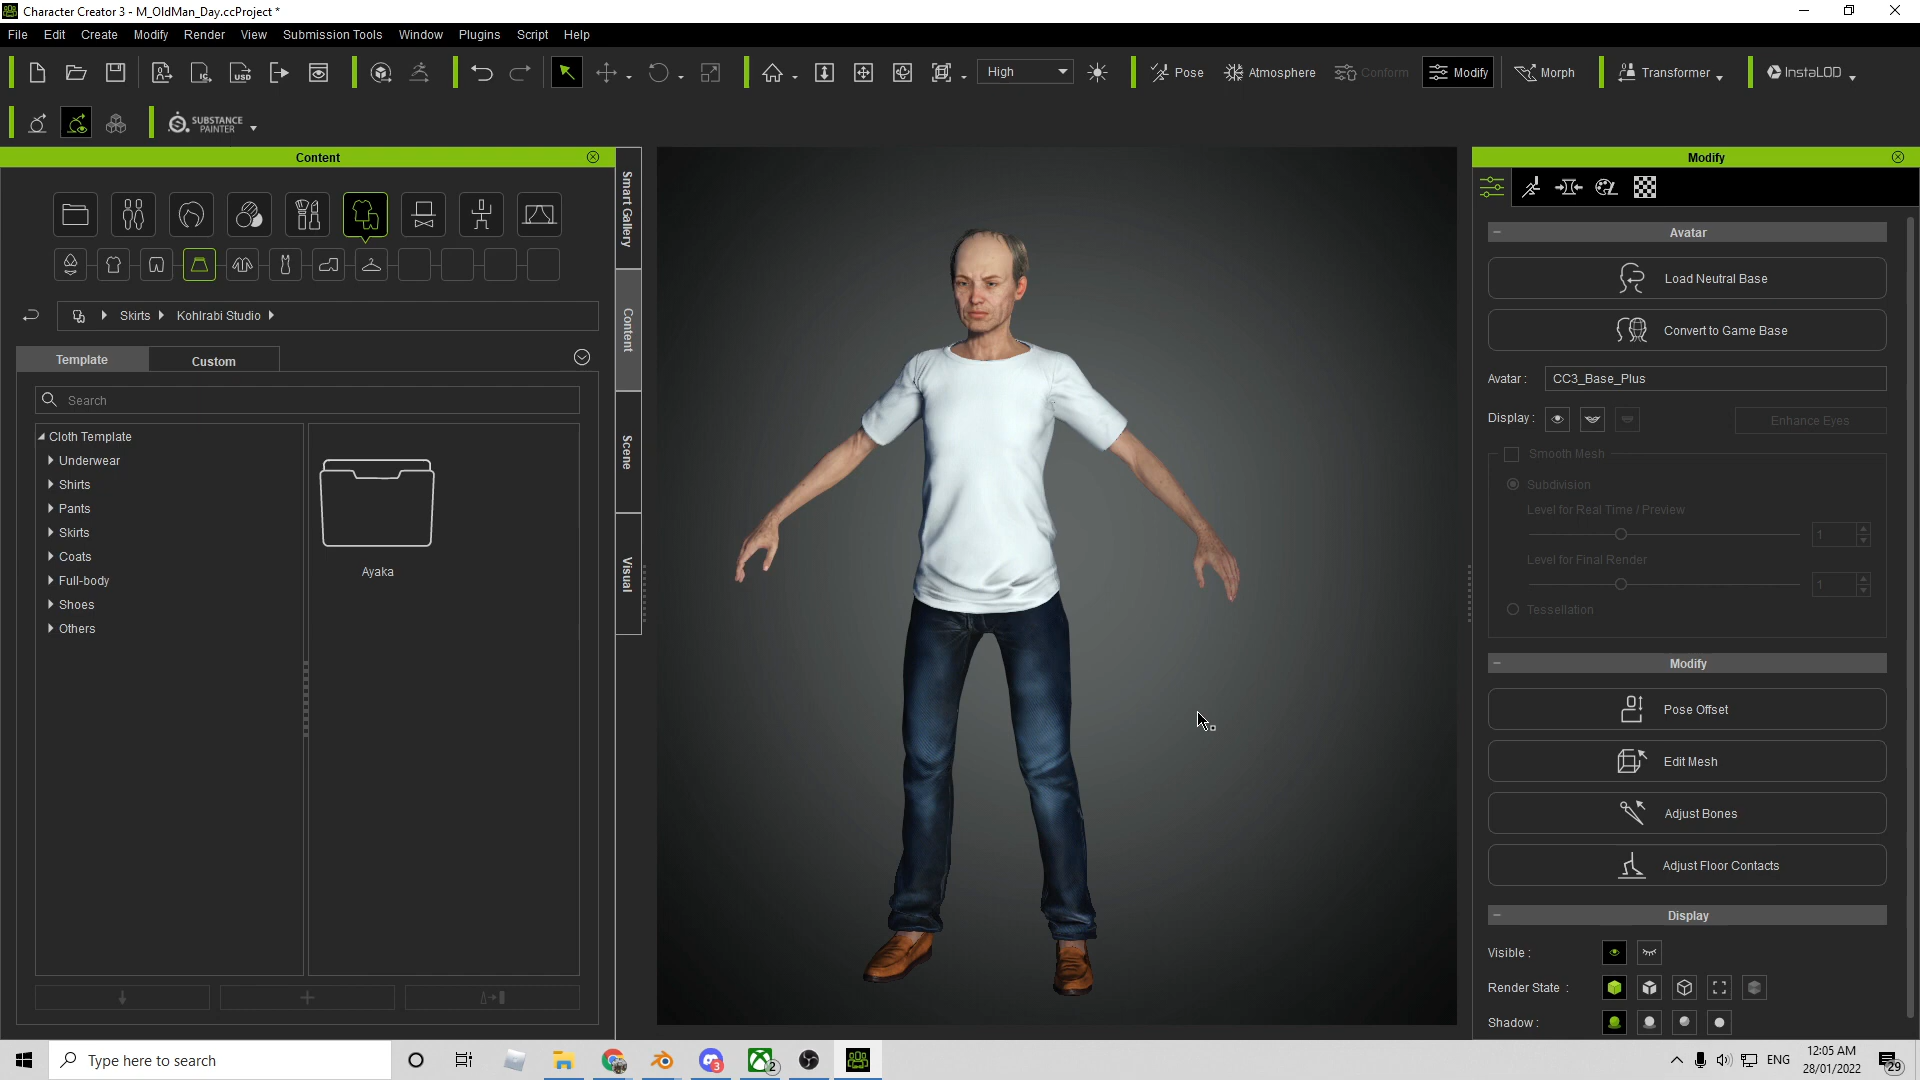 Character Creator 3 - M_OldMan_Day.ccProject *
File Edit Create Modify Render View Submission Tools Window Plugins Script Help
High Pose Atmosphere Conform Modify Morph Transformer InstaLOD
SUBSTANCE
PAINTER
Content
Modify
Smart Gallery
Content
Scene
Visual
Skirts Kohlrabi Studio
Template Custom
Search
Cloth Template
Underwear
Shirts
Pants
Skirts
Coats
Full-body
Shoes
Others
Ayaka
Avatar
Load Neutral Base
Convert to Game Base
Avatar : CC3_Base_Plus
Display : Enhance Eyes
Smooth Mesh
Subdivision
Level for Real Time / Preview
1
Level for Final Render
1
Tessellation
Modify
Pose Offset
Edit Mesh
Adjust Bones
Adjust Floor Contacts
Display
Visible :
Render State :
Shadow :
Type here to search
3
2
ENG
12:05 AM
28/01/2022
29